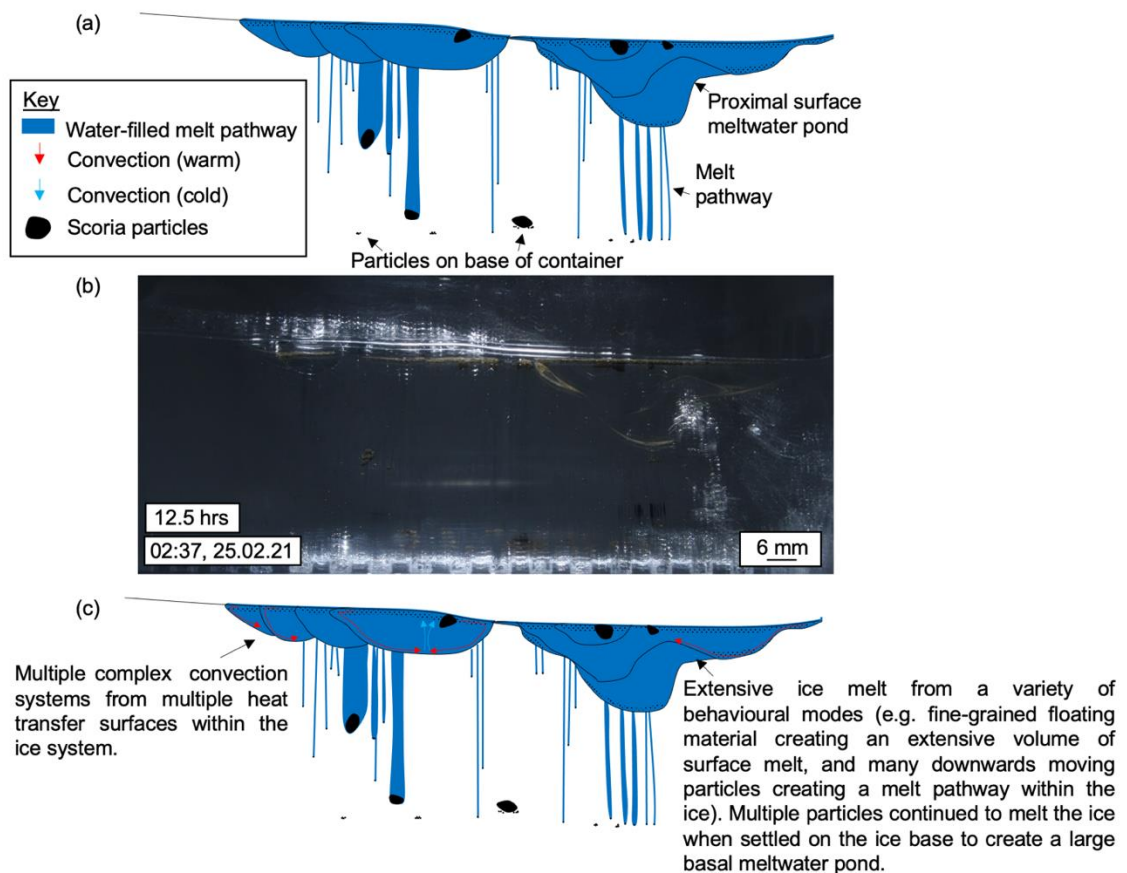 (a)
Key
Water-filled melt pathway
Convection (warm)
Convection (cold)
Scoria particles
Proximal surface
meltwater pond
Melt
pathway
Particles on base of container
(b)
12.5 hrs
02:37, 25.02.21
6 mm
(c)
Multiple complex convection
systems from multiple heat
transfer surfaces within the
ice system.
Extensive ice melt from a variety of
behavioural modes (e.g. fine-grained floating
material creating an extensive volume of
surface melt, and many downwards moving
particles creating a melt pathway within the
ice). Multiple particles continued to melt the ice
when settled on the ice base to create a large
basal meltwater pond.